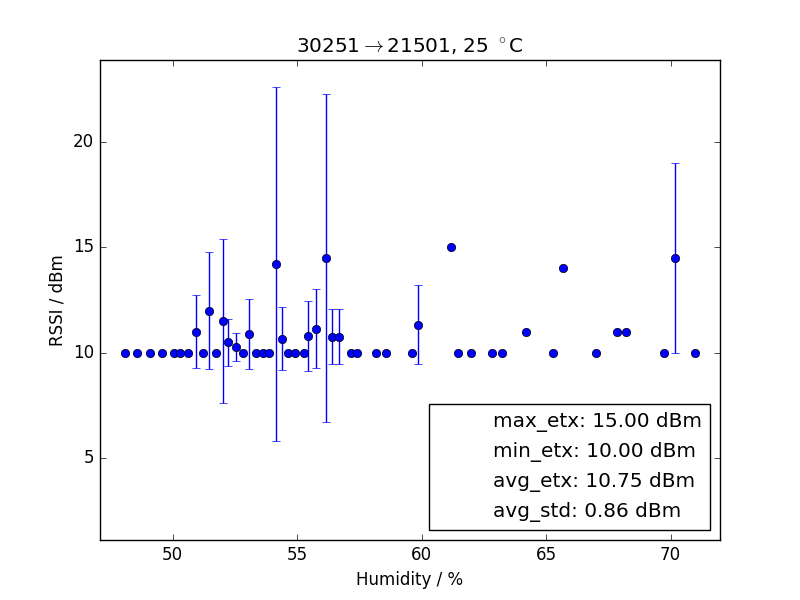 30251→21501, 25 °C
20
15
10
5
RSSI / dBm
max_etx: 15.00 dBm
min_etx: 10.00 dBm
avg_etx: 10.75 dBm
avg_std: 0.86 dBm
50 55 60 65 70
Humidity / %